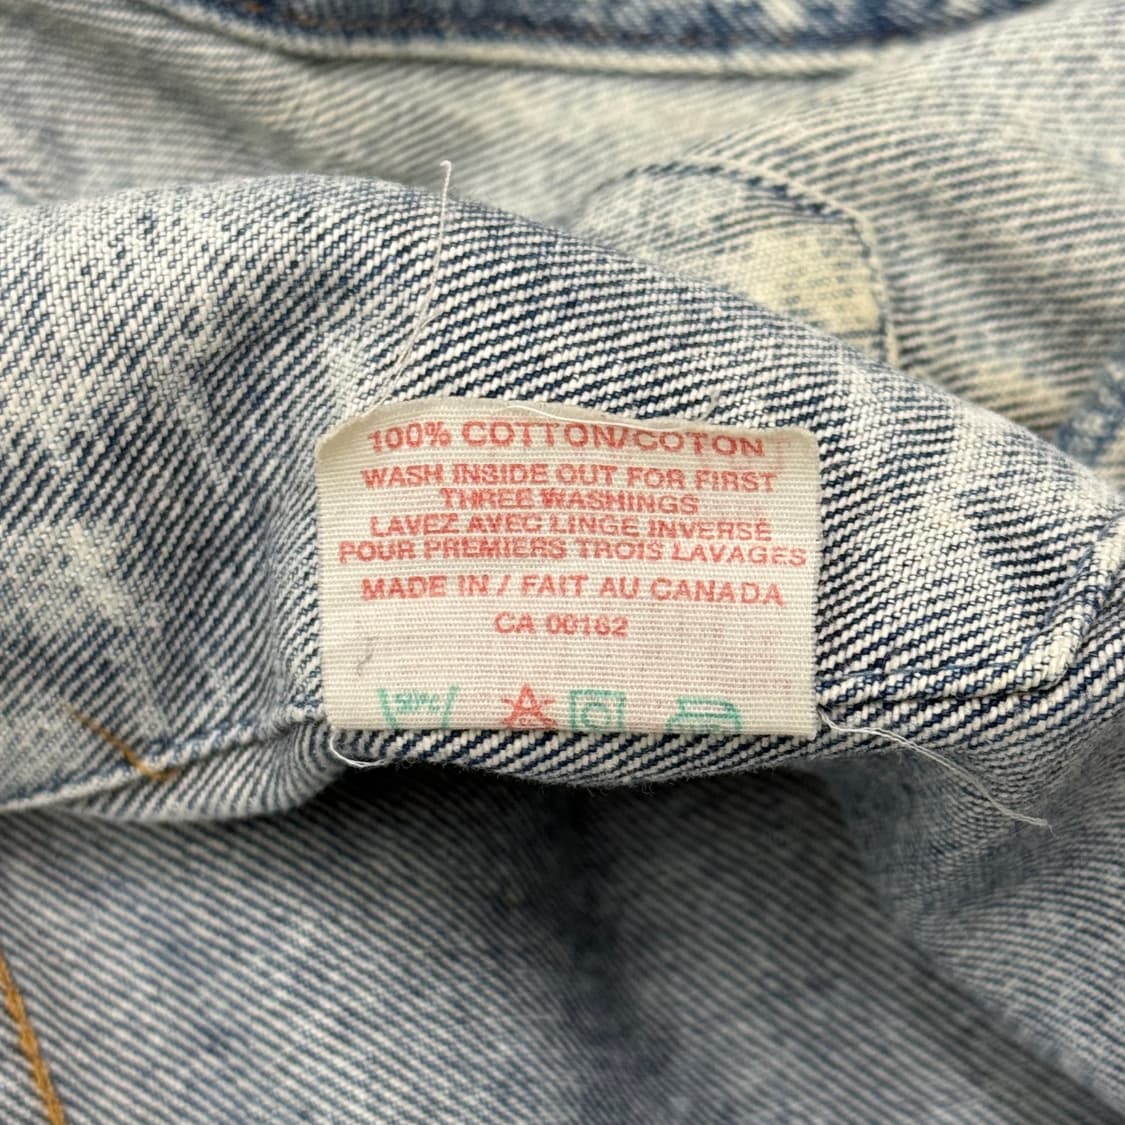 100% COTTON/COTON
WASH INSIDE OUT FOR FIRST
THREE WASHINGS
LAVEZ AVEC LINGE INVERSÉ
POUR PREMIERS TROIS LAVAGES
MADE IN / FAIT AU CANADA
CA 00162
50°C